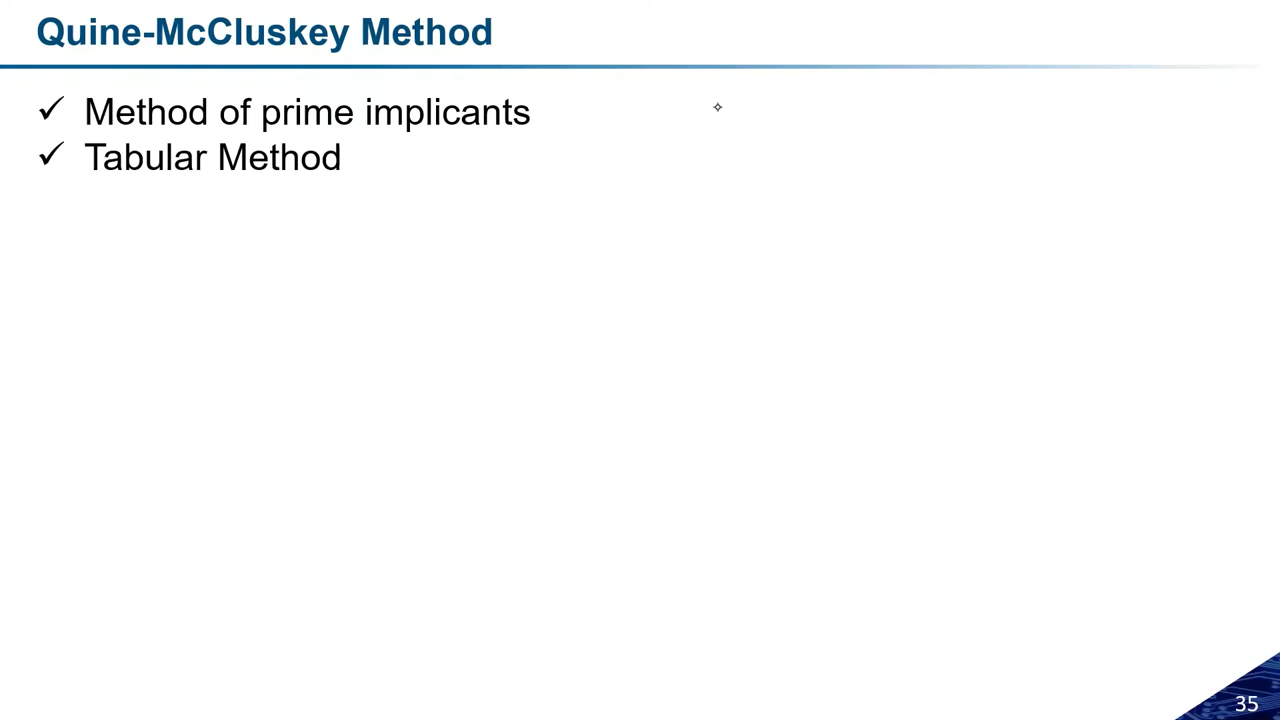 Quine-McCluskey Method
✓ Method of prime implicants
✓ Tabular Method
35